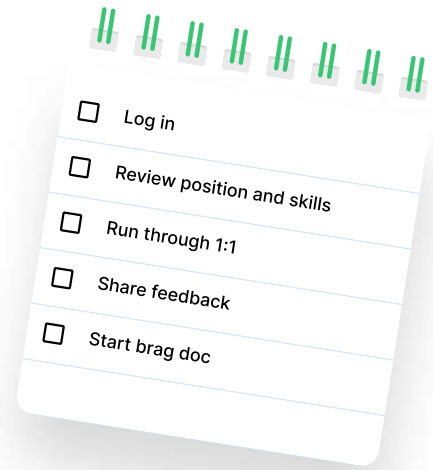 Log in
Review position and skills
Run through 1:1
Share feedback
Start brag doc